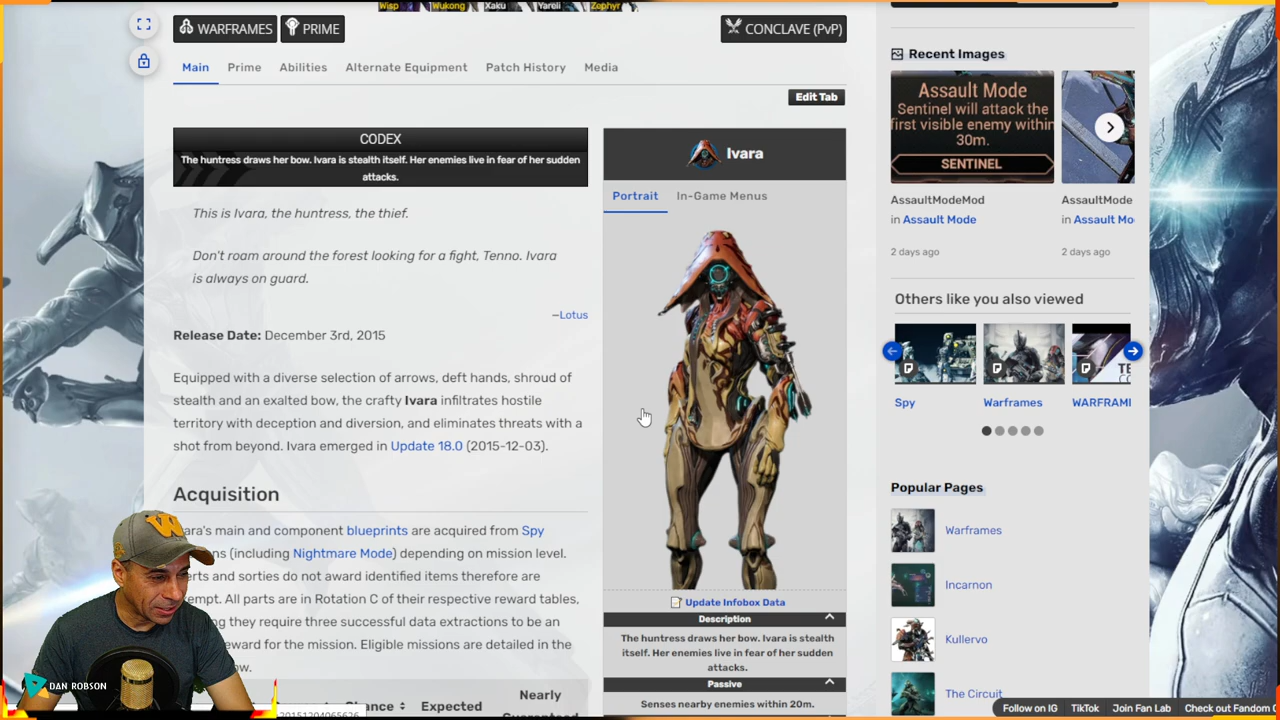 Wisp Wukong Xaku Yareli Zephyr
WARFRAMES PRIME CONCLAVE (PvP)
Main Prime Abilities Alternate Equipment Patch History Media
Edit Tab
CODEX
The huntress draws her bow. Ivara is stealth itself. Her enemies live in fear of her sudden
attacks.
This is Ivara, the huntress, the thief.
Don't roam around the forest looking for a fight, Tenno. Ivara
is always on guard.
—Lotus
Release Date: December 3rd, 2015
Equipped with a diverse selection of arrows, deft hands, shroud of
stealth and an exalted bow, the crafty Ivara infiltrates hostile
territory with deception and diversion, and eliminates threats with a
shot from beyond. Ivara emerged in Update 18.0 (2015-12-03).
Acquisition
ara's main and component blueprints are acquired from Spy
ns (including Nightmare Mode) depending on mission level.
erts and sorties do not award identified items therefore are
empt. All parts are in Rotation C of their respective reward tables,
ng they require three successful data extractions to be an
eward for the mission. Eligible missions are detailed in the
ow.
Nearly
Chance Expected
Ivara
Portrait In-Game Menus
Update Infobox Data
Description
The huntress draws her bow. Ivara is stealth
itself. Her enemies live in fear of her sudden
attacks.
Passive
Senses nearby enemies within 20m.
Recent Images
Assault Mode
Sentinel will attack the
first visible enemy within
30m.
SENTINEL
AssaultModeMod AssaultMode
in Assault Mode in Assault Mo
2 days ago 2 days ago
Others like you also viewed
Spy Warframes WARFRAMI
Popular Pages
Warframes
Incarnon
Kullervo
The Circuit
Follow on IG TikTok Join Fan Lab Check out Fandom
W
DAN ROBSON
20151204065626